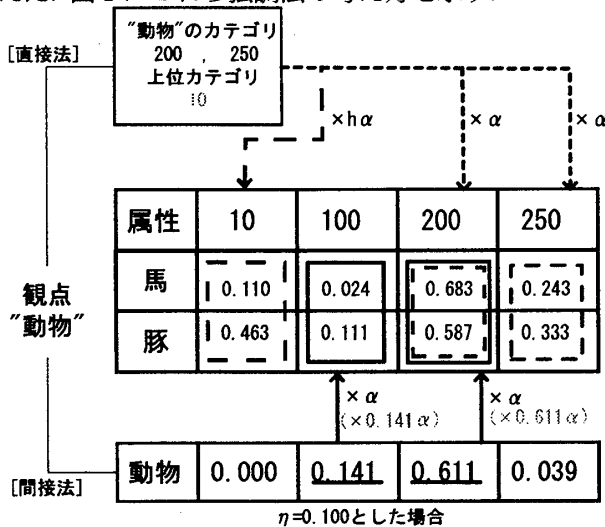 [直接法]
"動物"のカテゴリ
200 , 250
上位カテゴリ
10
×hα
×α
×α
属性 10 100 200 250
観点
"動物"
馬 0.110 0.024 0.683 0.243
豚 0.463 0.111 0.587 0.333
×α
(×0.141α)
×α
(×0.611α)
[間接法]
動物 0.000 0.141 0.611 0.039
η=0.100とした場合